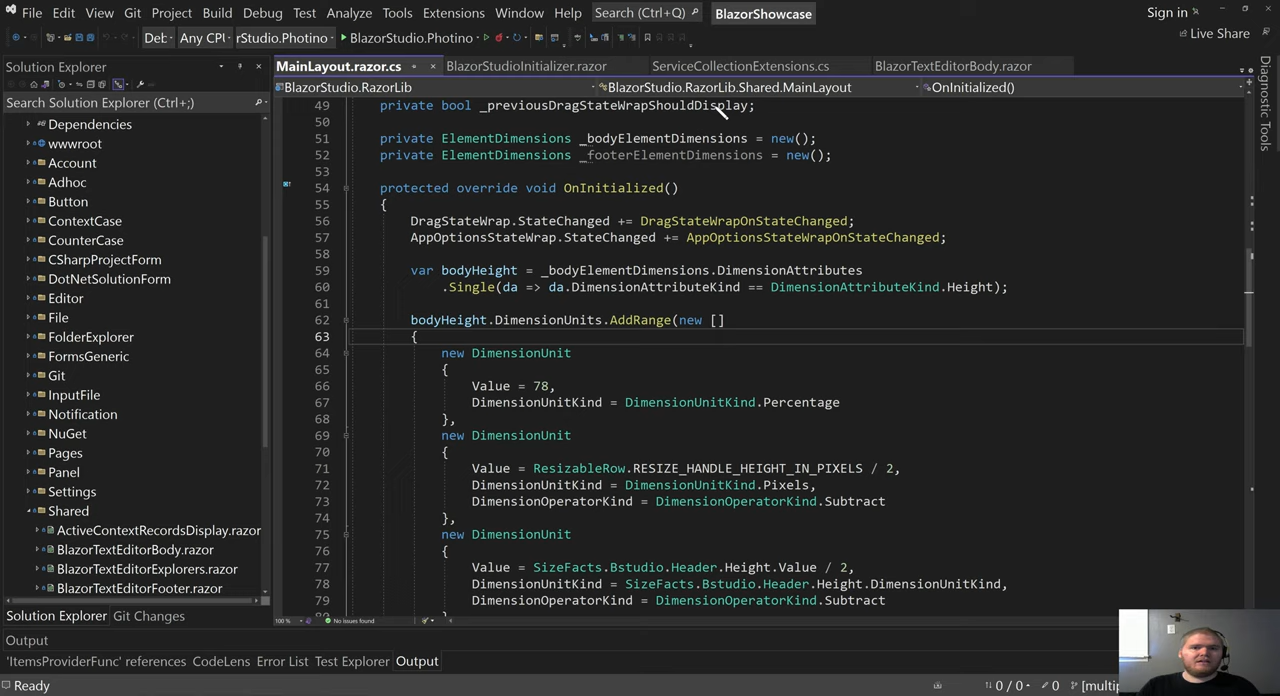 File Edit View Git Project Build Debug Test Analyze Tools Extensions Window Help Search (Ctrl+Q) BlazorShowcase Sign in
Any CPU rStudio.Photino BlazorStudio.Photino Live Share
Solution Explorer
Search Solution Explorer (Ctrl+;)
Dependencies
wwwroot
Account
Adhoc
Button
ContextCase
CounterCase
CSharpProjectForm
DotNetSolutionForm
Editor
File
FolderExplorer
FormsGeneric
Git
InputFile
Notification
NuGet
Pages
Panel
Settings
Shared
ActiveContextRecordsDisplay.razor
BlazorTextEditorBody.razor
BlazorTextEditorExplorers.razor
BlazorTextEditorFooter.razor
Solution Explorer Git Changes
MainLayout.razor.cs BlazorStudioInitializer.razor ServiceCollectionExtensions.cs BlazorTextEditorBody.razor
BlazorStudio.RazorLib BlazorStudio.RazorLib.Shared.MainLayout OnInitialized()
49 private bool _previousDragStateWrapShouldDisplay;
50
51 private ElementDimensions _bodyElementDimensions = new();
52 private ElementDimensions _footerElementDimensions = new();
53
54 protected override void OnInitialized()
55 {
56 DragStateWrap.StateChanged += DragStateWrapOnStateChanged;
57 AppOptionsStateWrap.StateChanged += AppOptionsStateWrapOnStateChanged;
58
59 var bodyHeight = _bodyElementDimensions.DimensionAttributes
60 .Single(da => da.DimensionAttributeKind == DimensionAttributeKind.Height);
61
62 bodyHeight.DimensionUnits.AddRange(new []
63 {
64 new DimensionUnit
65 {
66 Value = 78,
67 DimensionUnitKind = DimensionUnitKind.Percentage
68 },
69 new DimensionUnit
70 {
71 Value = ResizableRow.RESIZE_HANDLE_HEIGHT_IN_PIXELS / 2,
72 DimensionUnitKind = DimensionUnitKind.Pixels,
73 DimensionOperatorKind = DimensionOperatorKind.Subtract
74 },
75 new DimensionUnit
76 {
77 Value = SizeFacts.Bstudio.Header.Height.Value / 2,
78 DimensionUnitKind = SizeFacts.Bstudio.Header.Height.DimensionUnitKind,
79 DimensionOperatorKind = DimensionOperatorKind.Subtract
100 % No issues found
Diagnostic Tools
Output
'ItemsProviderFunc' references CodeLens Error List Test Explorer Output
Ready 0 / 0 0